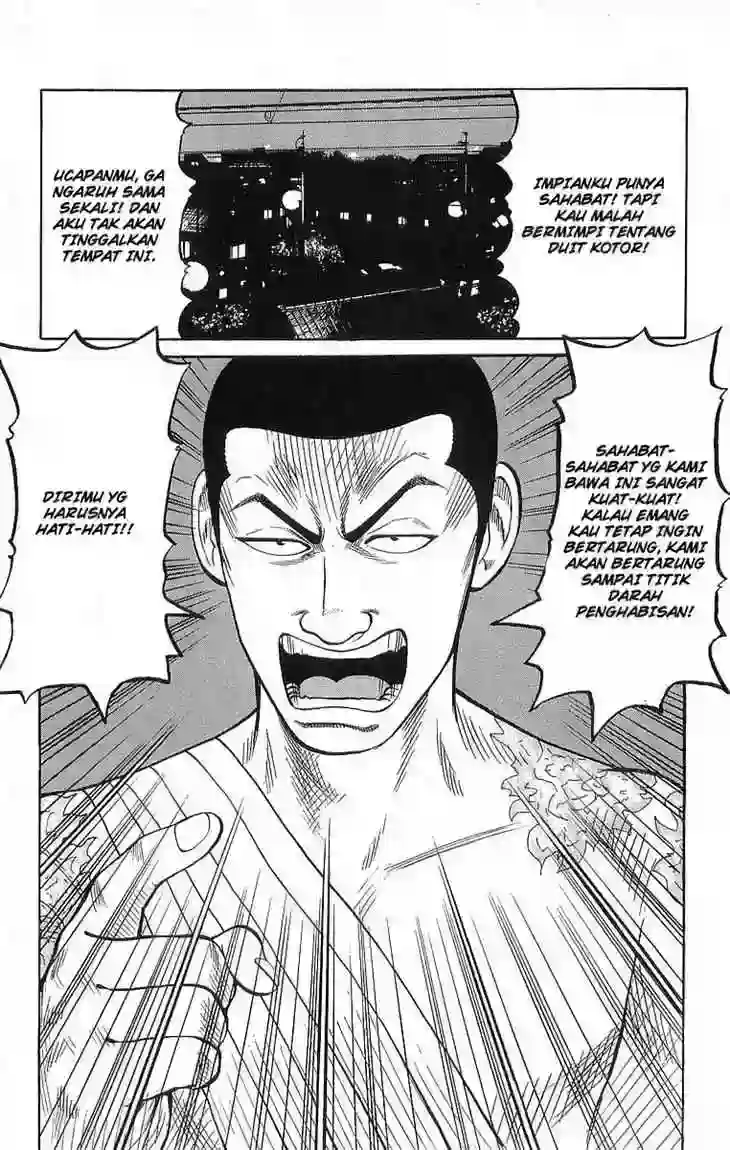 IMPIANKU PUNYA
SAHABAT! TAPI
KAU MALAH
BERMIMPI TENTANG
DUIT KOTOR!
UCAPANMU, GA
NGARUH SAMA
SEKALI! DAN
AKU TAK AKAN
TINGGALKAN
TEMPAT INI.
SAHABAT-
SAHABAT YG KAMI
BAWA INI SANGAT
KUAT-KUAT!
KALAU EMANG
KAU TETAP INGIN
BERTARUNG, KAMI
AKAN BERTARUNG
SAMPAI TITIK
DARAH
PENGHABISAN!
DIRIMU YG
HARUSNYA
HATI-HATI!!